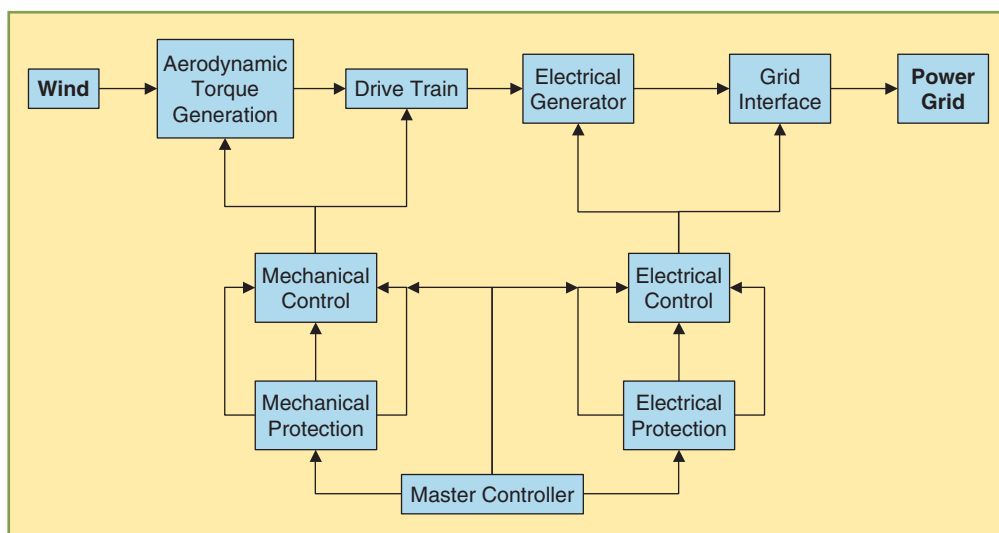 Wind
Aerodynamic
Torque
Generation
Drive Train
Electrical
Generator
Grid
Interface
Power
Grid
Mechanical
Control
Electrical
Control
Mechanical
Protection
Electrical
Protection
Master Controller